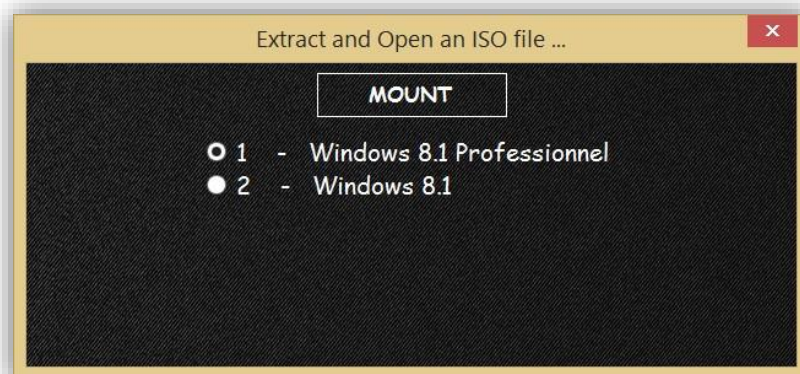 Extract and Open an ISO file ...
MOUNT
1 - Windows 8.1 Professionnel
2 - Windows 8.1